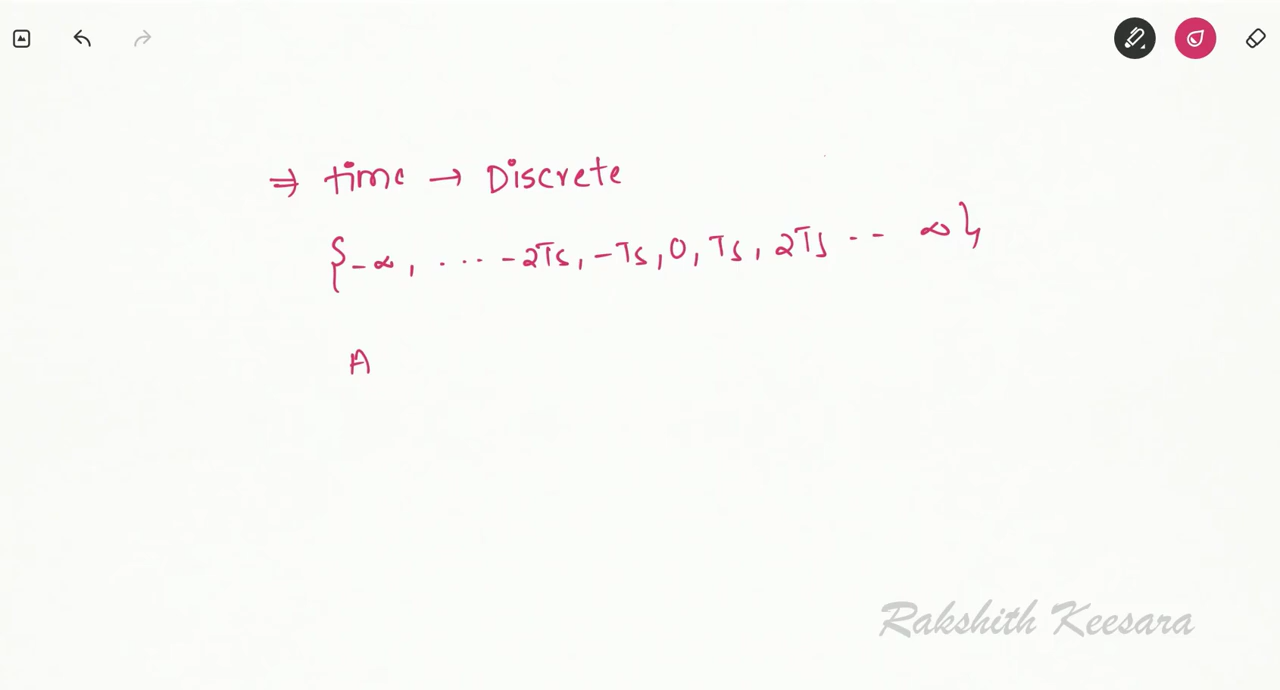 ⇒ time → Discrete
{-∞, .... -2Ts, -Ts, 0, Ts, 2Ts -- ∞}
A
Rakshith Keesara